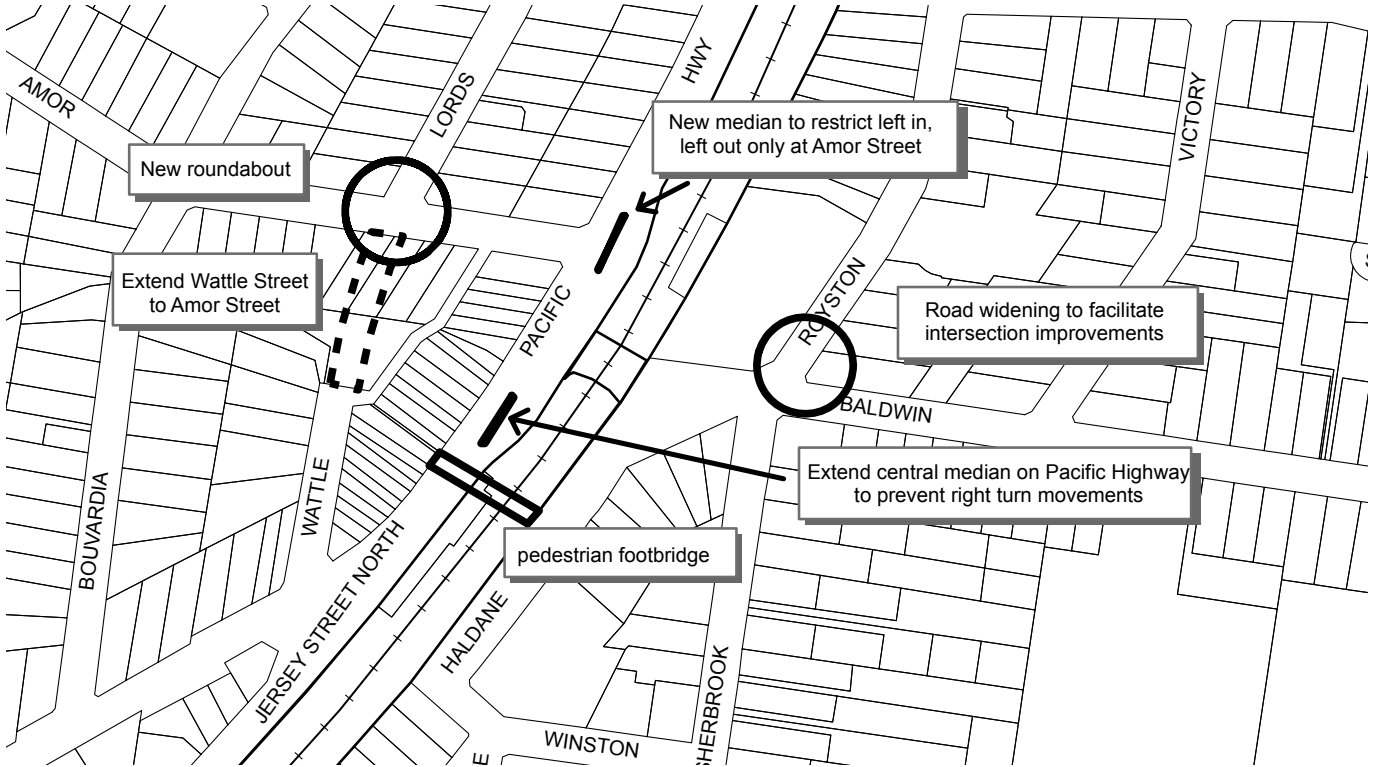 AMOR
LORDS
HWY
VICTORY
New roundabout
New median to restrict left in,
left out only at Amor Street
Extend Wattle Street
to Amor Street
PACIFIC
ROYSTON
Road widening to facilitate
intersection improvements
BALDWIN
BOUVARDIA
WATTLE
Extend central median on Pacific Highway
to prevent right turn movements
JERSEY STREET NORTH
pedestrian footbridge
HALDANE
SHERBROOK
WINSTON
E